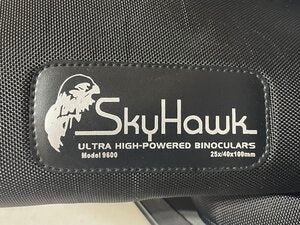 SkyHawk
ULTRA HIGH-POWERED BINOCULARS
Model 9600 25x/40x100mm